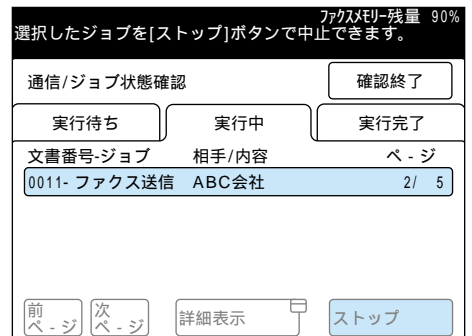 ファクスメモリー残量 90%
選択したジョブを[ストップ]ボタンで中止できます。
通信/ジョブ状態確認 確認終了
実行待ち 実行中 実行完了
文書番号-ジョブ 相手/内容 ペ-ジ
0011- ファクス送信 ABC会社 2/ 5
前 次
ペ-ジ ペ-ジ 詳細表示 ストップ